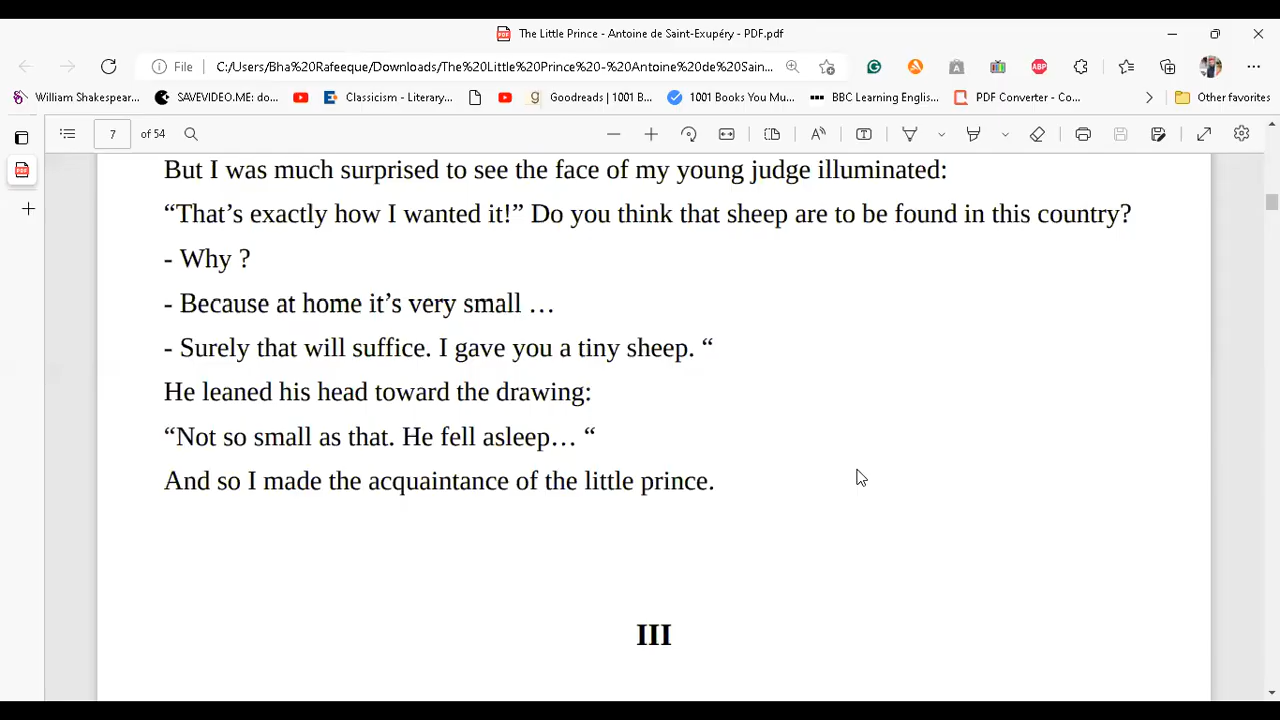 The Little Prince - Antoine de Saint-Exupéry - PDF.pdf
File C:/Users/Bha%20Rafeeque/Downloads/The%20Little%20Prince%20-%20Antoine%20de%20Sain...
William Shakespear... SAVEVIDEO.ME: do... Classicism - Literary... Goodreads | 1001 B... 1001 Books You Mu... BBC Learning Englis... PDF Converter - Co... Other favorites
7 of 54
But I was much surprised to see the face of my young judge illuminated:
“That’s exactly how I wanted it!” Do you think that sheep are to be found in this country?
- Why ?
- Because at home it’s very small …
- Surely that will suffice. I gave you a tiny sheep. “
He leaned his head toward the drawing:
“Not so small as that. He fell asleep… “
And so I made the acquaintance of the little prince.
III